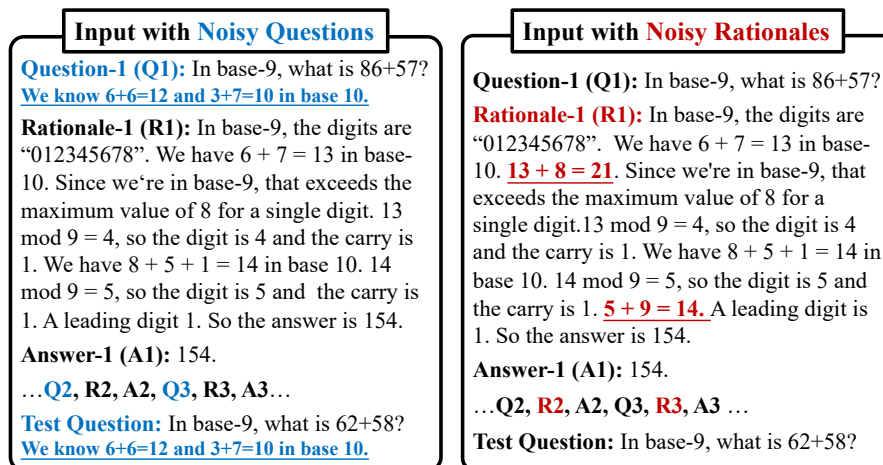 Input with Noisy Questions
Question-1 (Q1): In base-9, what is 86+57?
We know 6+6=12 and 3+7=10 in base 10.
Rationale-1 (R1): In base-9, the digits are
“012345678”. We have 6 + 7 = 13 in base-
10. Since we‘re in base-9, that exceeds the
maximum value of 8 for a single digit. 13
mod 9 = 4, so the digit is 4 and the carry is
1. We have 8 + 5 + 1 = 14 in base 10. 14
mod 9 = 5, so the digit is 5 and the carry is
1. A leading digit 1. So the answer is 154.
Answer-1 (A1): 154.
…Q2, R2, A2, Q3, R3, A3…
Test Question: In base-9, what is 62+58?
We know 6+6=12 and 3+7=10 in base 10.
Input with Noisy Rationales
Question-1 (Q1): In base-9, what is 86+57?
Rationale-1 (R1): In base-9, the digits are
“012345678”. We have 6 + 7 = 13 in base-
10. 13 + 8 = 21. Since we're in base-9, that
exceeds the maximum value of 8 for a
single digit.13 mod 9 = 4, so the digit is 4
and the carry is 1. We have 8 + 5 + 1 = 14 in
base 10. 14 mod 9 = 5, so the digit is 5 and
the carry is 1. 5 + 9 = 14. A leading digit is
1. So the answer is 154.
Answer-1 (A1): 154.
…Q2, R2, A2, Q3, R3, A3 …
Test Question: In base-9, what is 62+58?